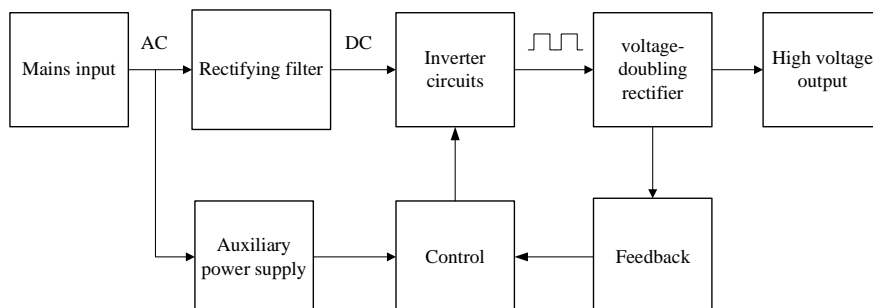 AC
DC
Mains input
Rectifying filter
Inverter
circuits
voltage-
doubling
rectifier
High voltage
output
Auxiliary
power supply
Control
Feedback